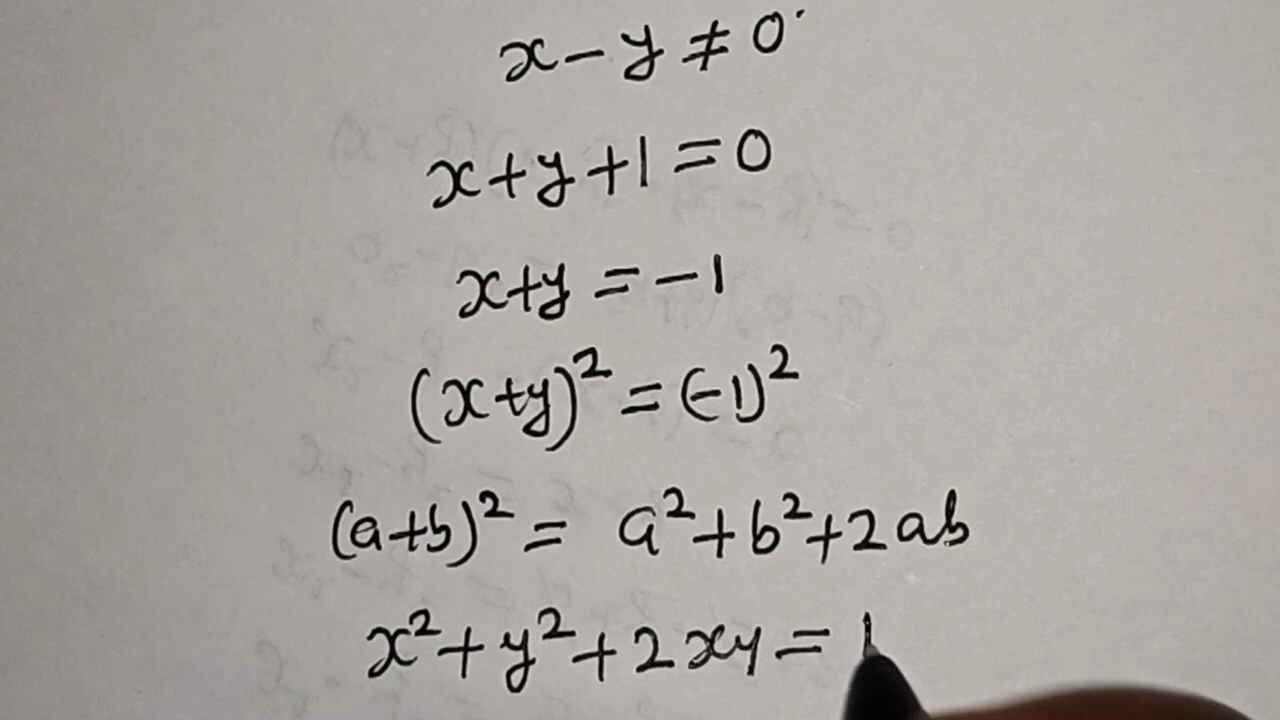 x - y ≠ 0
x + y + 1 = 0
x + y = -1
(x+y)² = (-1)²
(a+b)² = a² + b² + 2ab
x² + y² + 2xy = 1